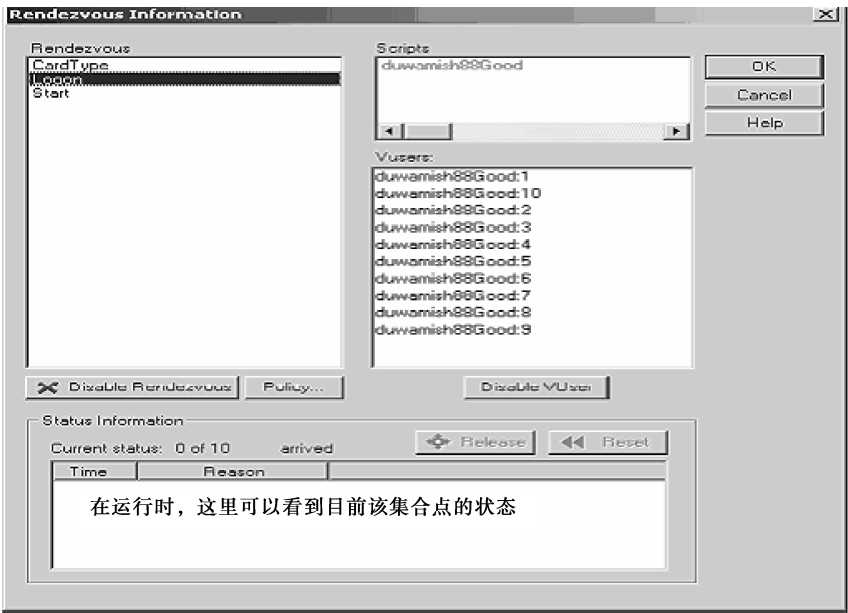 Rendezvous Information
Rendezvous
CardType
Logon
Start
Scripts
duwamish88Good
OK
Cancel
Help
Vusers:
duwamish88Good:1
duwamish88Good:10
duwamish88Good:2
duwamish88Good:3
duwamish88Good:4
duwamish88Good:5
duwamish88Good:6
duwamish88Good:7
duwamish88Good:8
duwamish88Good:9
Disable Rendezvous
Policy...
Disable VUser
Status Information
Current status: 0 of 10 arrived
Release
Reset
Time Reason
在运行时，这里可以看到目前该集合点的状态